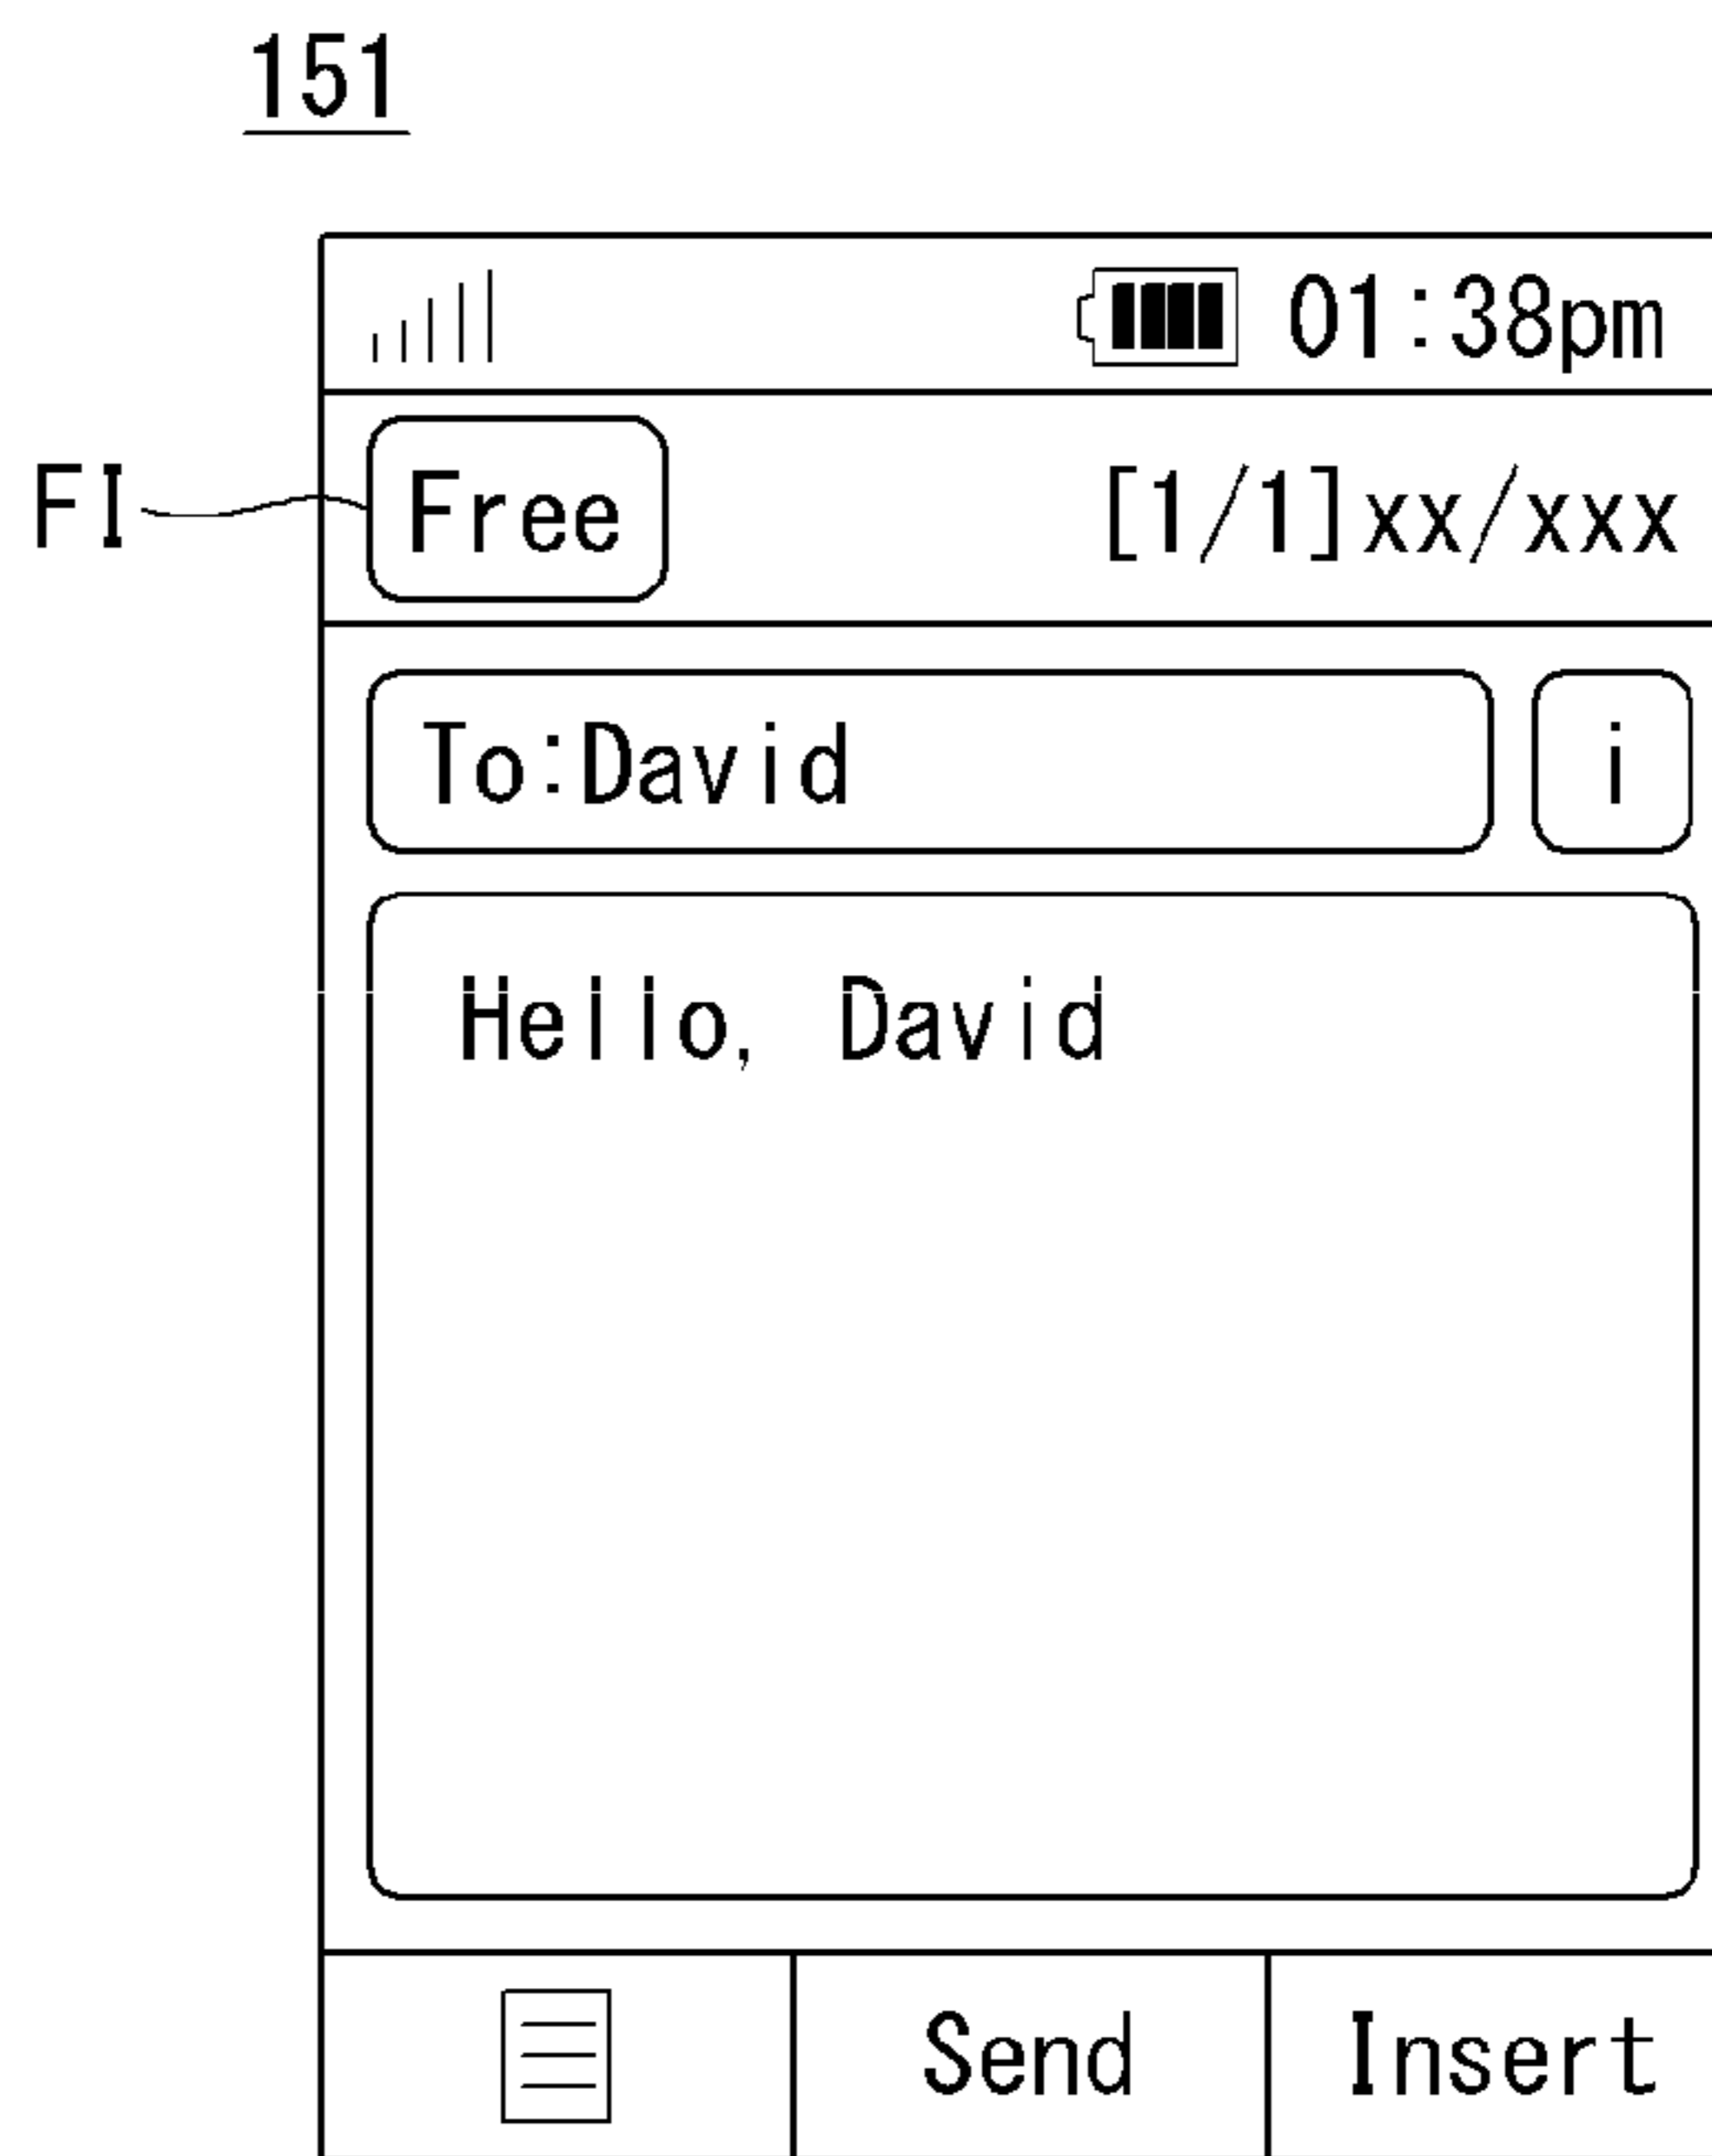 151
01:38pm
FI Free [1/1]xx/xxx
To:David i
Hello, David
Send Insert